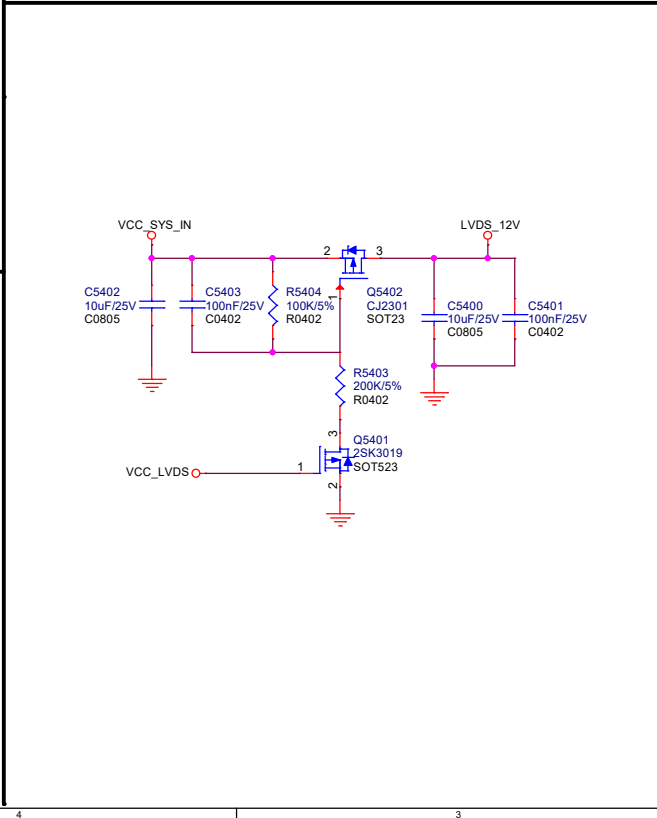 VCC_SYS_IN
LVDS_12V
2
3
C5402
10uF/25V
C0805
C5403
100nF/25V
C0402
R5404
100K/5%
R0402
1
Q5402
CJ2301
SOT23
C5400
10uF/25V
C0805
C5401
100nF/25V
C0402
R5403
200K/5%
R0402
3
Q5401
2SK3019
SOT523
VCC_LVDS
1
2
4
3